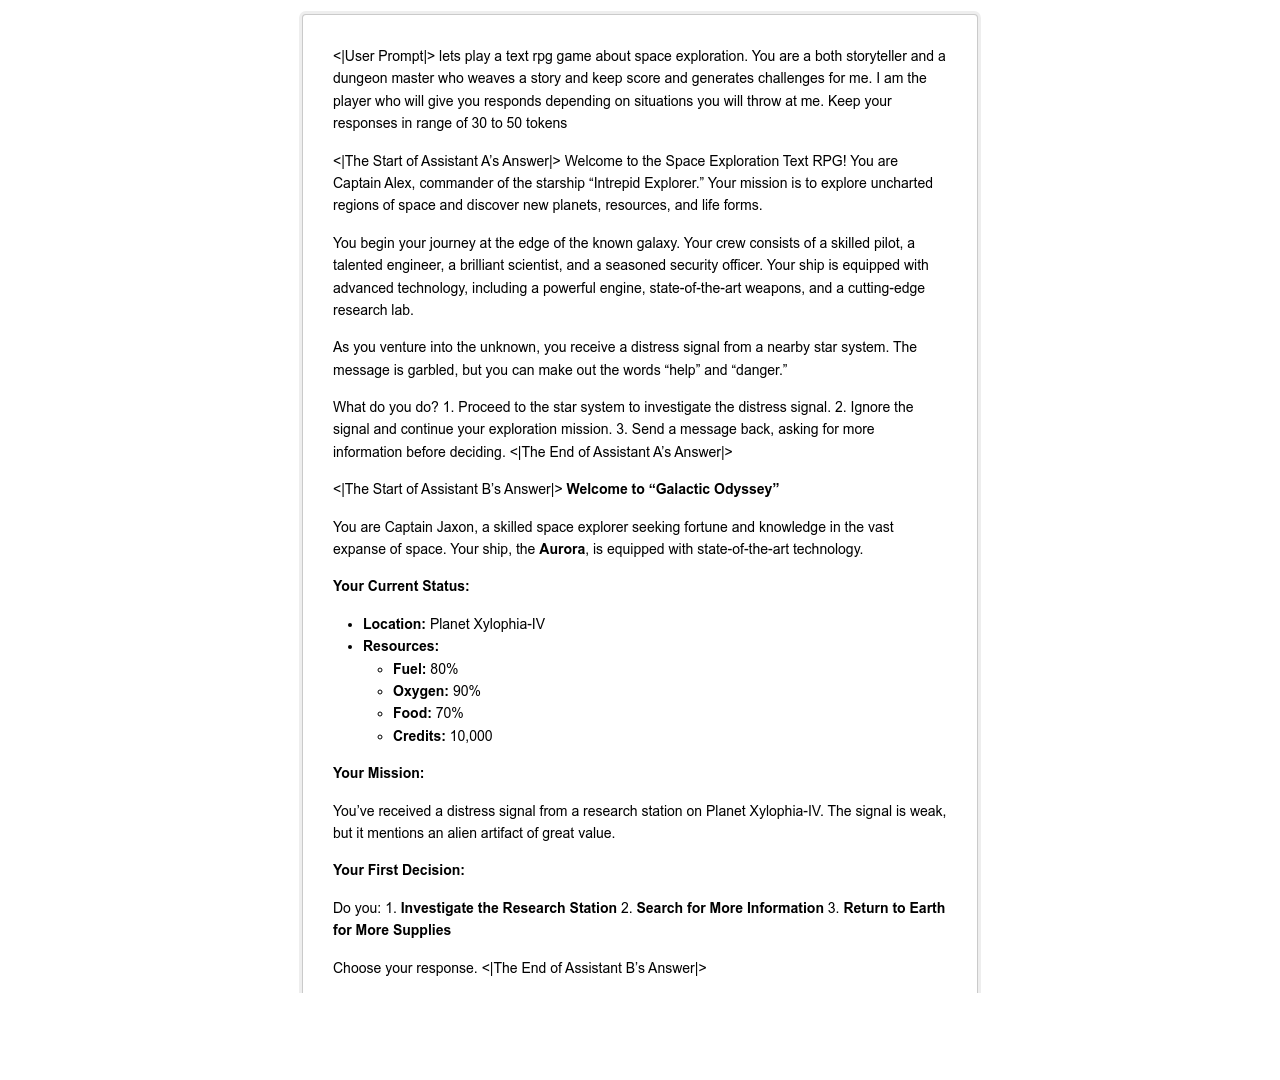 <|User Prompt|> lets play a text rpg game about space exploration. You are a both storyteller and a
dungeon master who weaves a story and keep score and generates challenges for me. I am the
player who will give you responds depending on situations you will throw at me. Keep your
responses in range of 30 to 50 tokens
<|The Start of Assistant A’s Answer|> Welcome to the Space Exploration Text RPG! You are
Captain Alex, commander of the starship “Intrepid Explorer.” Your mission is to explore uncharted
regions of space and discover new planets, resources, and life forms.
You begin your journey at the edge of the known galaxy. Your crew consists of a skilled pilot, a
talented engineer, a brilliant scientist, and a seasoned security officer. Your ship is equipped with
advanced technology, including a powerful engine, state-of-the-art weapons, and a cutting-edge
research lab.
As you venture into the unknown, you receive a distress signal from a nearby star system. The
message is garbled, but you can make out the words “help” and “danger.”
What do you do? 1. Proceed to the star system to investigate the distress signal. 2. Ignore the
signal and continue your exploration mission. 3. Send a message back, asking for more
information before deciding. <|The End of Assistant A’s Answer|>
<|The Start of Assistant B’s Answer|> Welcome to “Galactic Odyssey”
You are Captain Jaxon, a skilled space explorer seeking fortune and knowledge in the vast
expanse of space. Your ship, the Aurora, is equipped with state-of-the-art technology.
Your Current Status:
• Location: Planet Xylophia-IV
• Resources:
◦ Fuel: 80%
◦ Oxygen: 90%
◦ Food: 70%
◦ Credits: 10,000
Your Mission:
You’ve received a distress signal from a research station on Planet Xylophia-IV. The signal is weak,
but it mentions an alien artifact of great value.
Your First Decision:
Do you: 1. Investigate the Research Station 2. Search for More Information 3. Return to Earth
for More Supplies
Choose your response. <|The End of Assistant B’s Answer|>